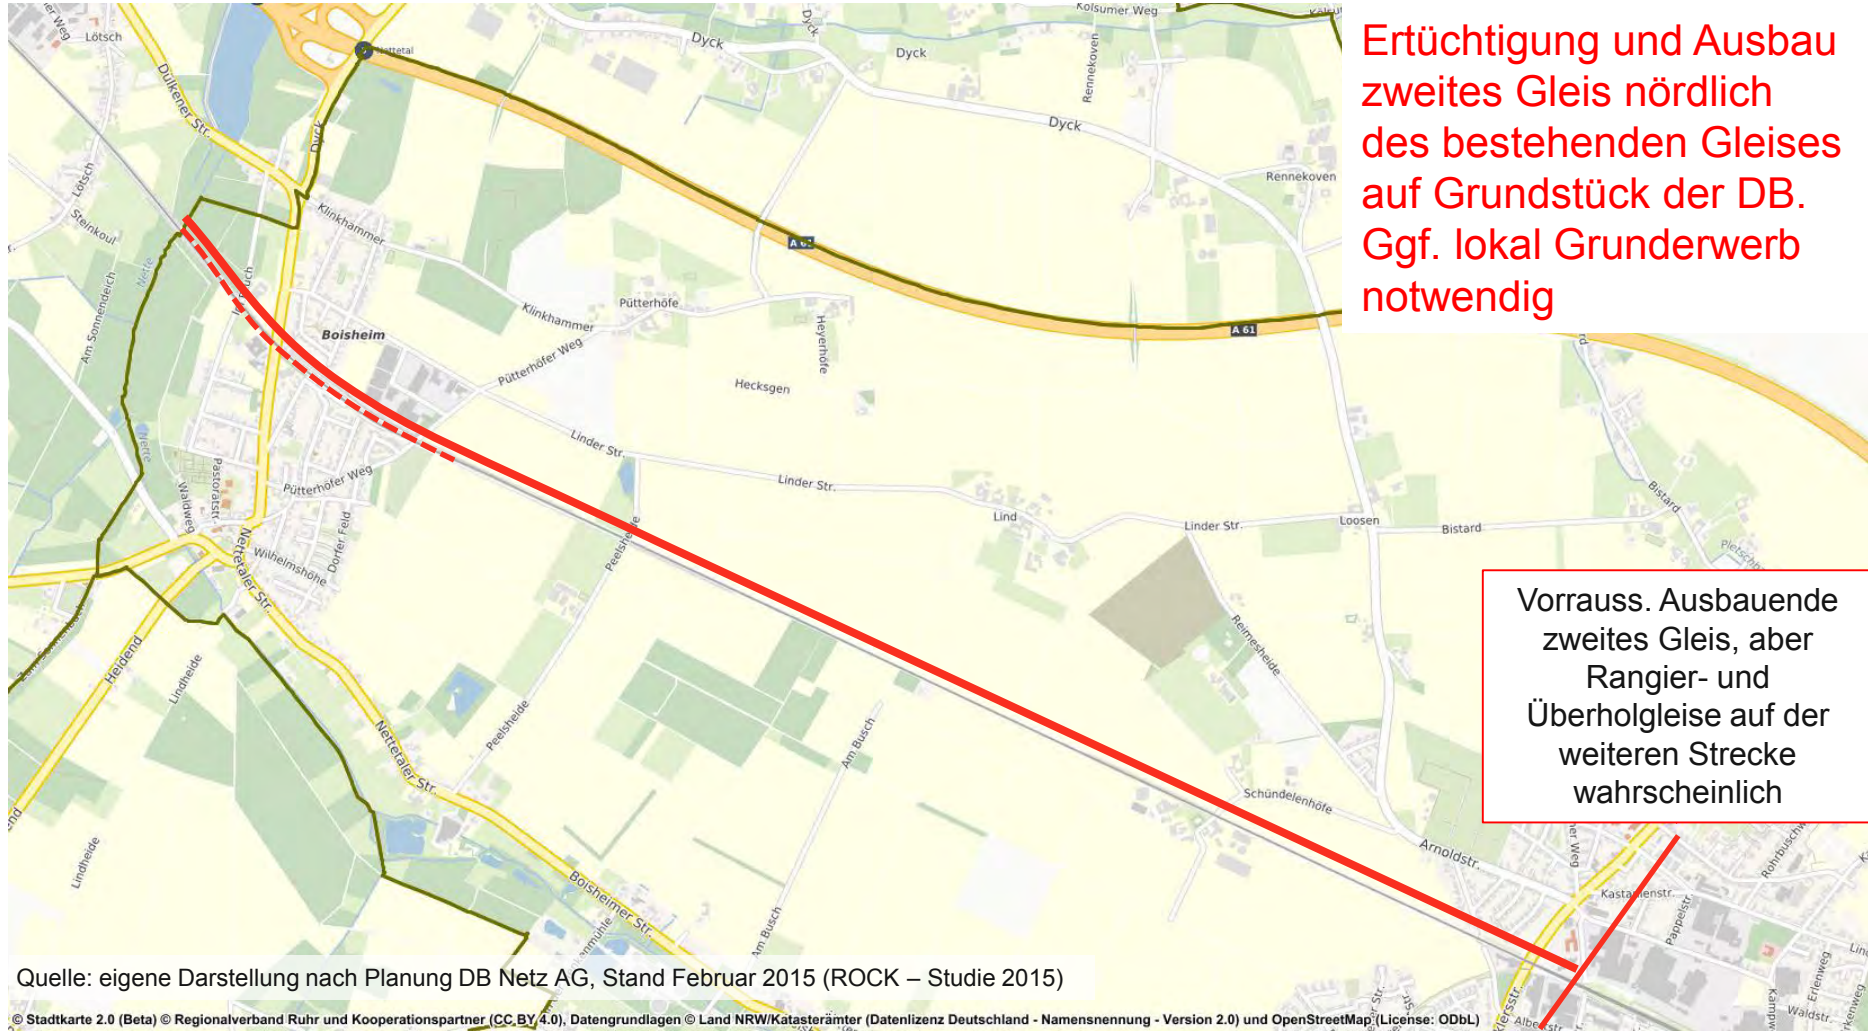 Ertüchtigung und Ausbau
zweites Gleis nördlich
des bestehenden Gleises
auf Grundstück der DB.
Ggf. lokal Grunderwerb
notwendig
Kolsumer Weg
Lötsch
Nettetal
Dyck
Dyck
Dyck
Rennekoven
Dülkener Str.
Dyck
Dyck
Rennekoven
Lötsch
Steinkoul
Klinkhammer
A 61
Nette
Am Sonnendeich
Pütterhöfe
Klinkhammer
Heyerhöfe
A 61
Boisheim
Pütterhöfer Weg
Hecksgen
Linder Str.
Nette
Pastoratstr.
Waldweg
Pütterhöfer Weg
Linder Str.
Lind
Linder Str.
Loosen
Bistard
Bistard
Dorfer Feld
Wilhelmshöhe
Nettetaler Str.
Peelsheide
Reimesheide
Vorrauss. Ausbauende
zweites Gleis, aber
Rangier- und
Überholgleise auf der
weiteren Strecke
wahrscheinlich
Heidend
Lindheide
Peelsheide
Am Busch
Nettetaler Str.
Schündelenhöfe
Arnoldstr.
Lindheide
Boisheimer Str.
Am Busch
Kastanienstr.
Pappelstr.
Erlenweg
Waldstr.
Quelle: eigene Darstellung nach Planung DB Netz AG, Stand Februar 2015 (ROCK – Studie 2015)
© Stadtkarte 2.0 (Beta) © Regionalverband Ruhr und Kooperationspartner (CC BY 4.0), Datengrundlagen © Land NRW/Katasterämter (Datenlizenz Deutschland - Namensnennung - Version 2.0) und OpenStreetMap (License: ODbL)